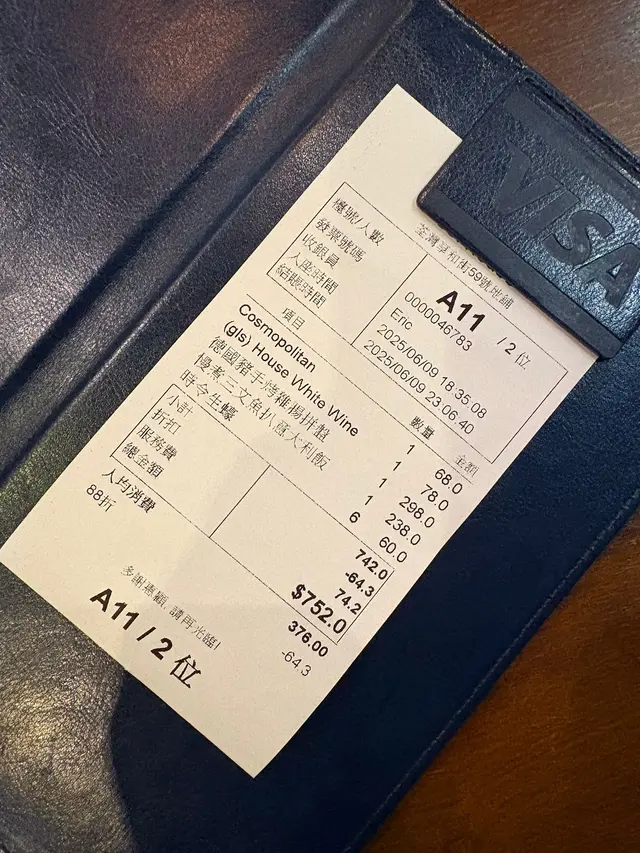 荃灣享和街59號地鋪
檯號/人數 A11 / 2 位
發票號碼 0000046783
收銀員 Eric
入座時間 2025/06/09 18:35:08
結賬時間 2025/06/09 23:06:40
項目 數量 金額
Cosmopolitan 1 68.0
(gls) House White Wine 1 78.0
德國豬手烤雞腸拼盤 1 298.0
慢煮三文魚扒意大利飯 1 238.0
時令生蠔 6 60.0
小計 742.0
折扣 -64.3
服務費 74.2
總金額 $752.0
人均消費 376.00
88折 -64.3
多謝惠顧, 請再光臨!
A11 / 2 位
VISA